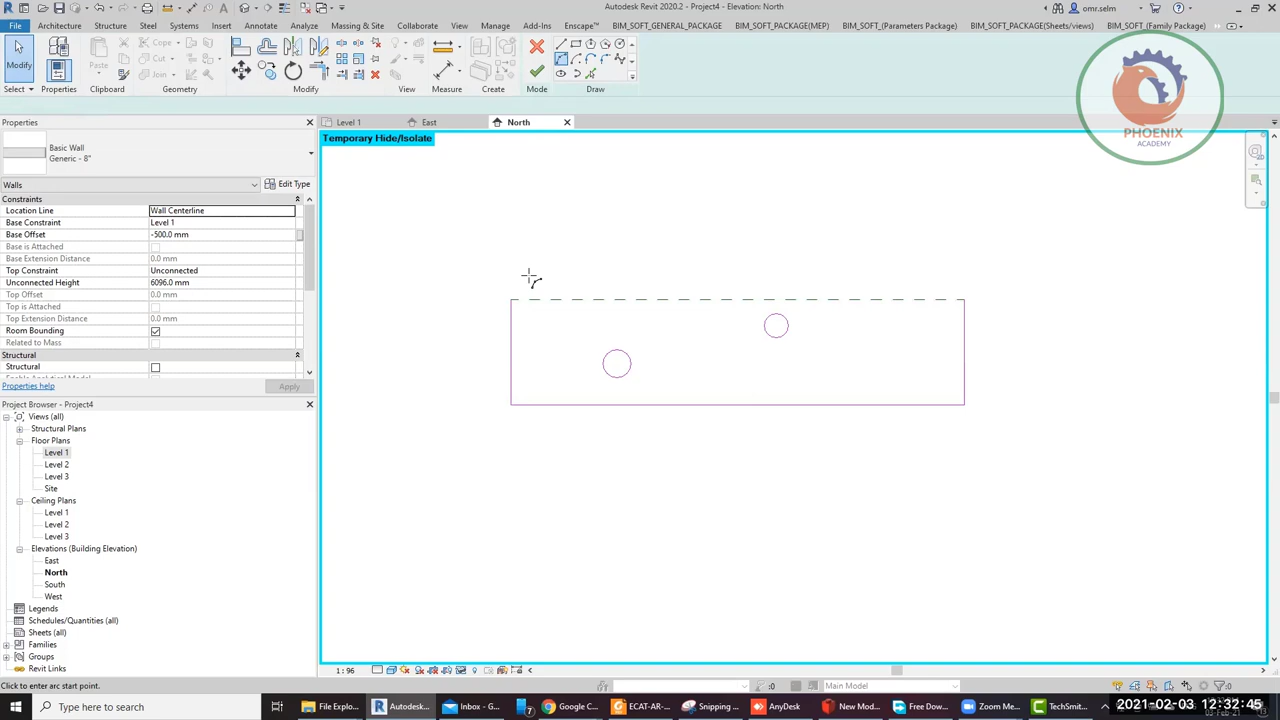 Autodesk Revit 2020.2 - Project4 - Elevation: North
omr.selm
File Architecture Structure Steel Systems Insert Annotate Analyze Massing & Site Collaborate View Manage Add-Ins Enscape™ BIM_SOFT_GENERAL_PACKAGE BIM_SOFT_PACKAGE(MEP) BIM_SOFT_(Parameters Package) BIM_SOFT_PACKAGE(Sheets/views) BIM_SOFT_(Family Package)
Modify
Paste
Cope
Cut
Join
Select Properties Clipboard Geometry Modify View Measure Create Mode Draw
PHOENIX
ACADEMY
Properties
Level 1 East North
Temporary Hide/Isolate
Basic Wall
Generic - 8"
Walls Edit Type
Constraints
Location Line Wall Centerline
Base Constraint Level 1
Base Offset -500.0 mm
Base is Attached
Base Extension Distance 0.0 mm
Top Constraint Unconnected
Unconnected Height 6096.0 mm
Top Offset 0.0 mm
Top is Attached
Top Extension Distance 0.0 mm
Room Bounding
Related to Mass
Structural
Structural
Properties help Apply
Project Browser - Project4
Views (all)
Structural Plans
Floor Plans
Level 1
Level 2
Level 3
Site
Ceiling Plans
Level 1
Level 2
Level 3
Elevations (Building Elevation)
East
North
South
West
Legends
Schedules/Quantities (all)
Sheets (all)
Families
Groups
Revit Links
1 : 96
Click to enter arc start point.
:0 Main Model :0
Type here to search
File Explo...
Autodesk...
Inbox - G...
7
Google C...
ECAT-AR-...
Snipping ...
AnyDesk
New Mod...
Free Dow...
Zoom Me...
TechSmit...
2021-02-03 12:32:45